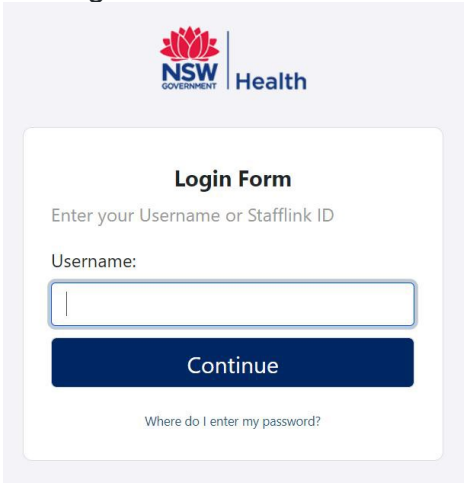 NSW
GOVERNMENT
Health
Login Form
Enter your Username or Stafflink ID
Username:
Continue
Where do I enter my password?